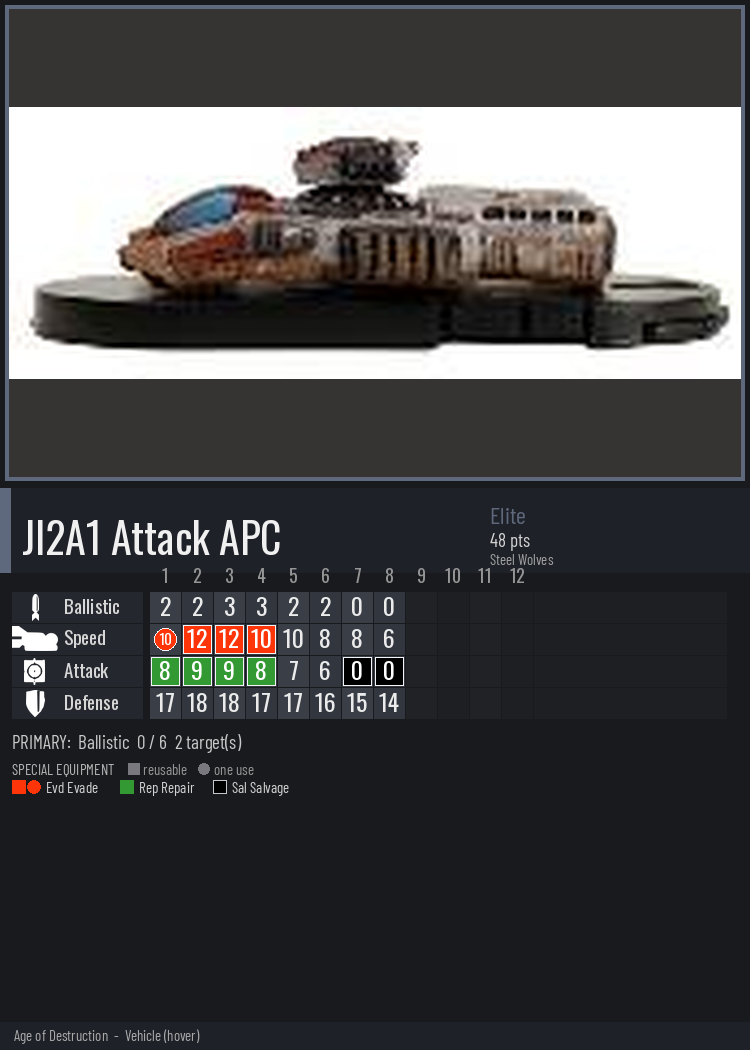 JI2A1 Attack APC
Elite
48 pts
Steel Wolves
1 2 3 4 5 6 7 8 9 10 11 12
Ballistic 2 2 3 3 2 2 0 0
Speed 10 12 12 10 10 8 8 6
Attack 8 9 9 8 7 6 0 0
Defense 17 18 18 17 17 16 15 14
PRIMARY: Ballistic 0 / 6 2 target(s)
SPECIAL EQUIPMENT reusable one use
Evd Evade Rep Repair Sal Salvage
Age of Destruction - Vehicle (hover)